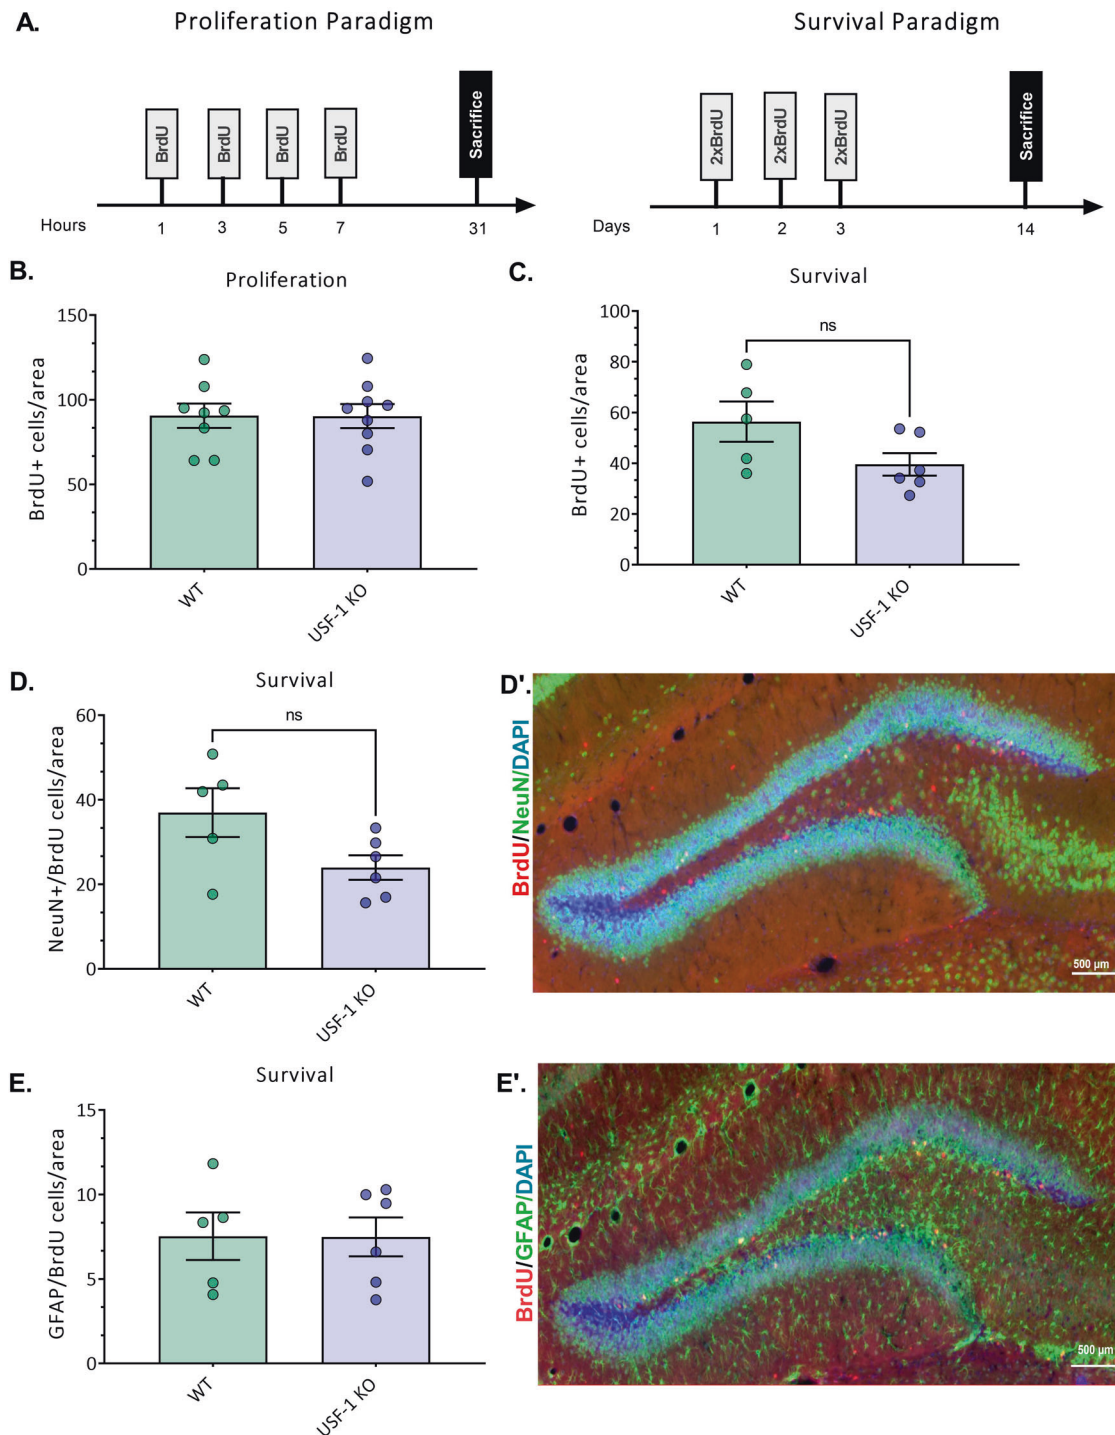 A.
Proliferation Paradigm
Survival Paradigm
BrdU
BrdU
BrdU
BrdU
Sacrifice
2xBrdU
2xBrdU
2xBrdU
Sacrifice
Hours
1
3
5
7
31
Days
1
2
3
14
B.
Proliferation
BrdU+ cells/area
150
100
50
0
WT
USF-1 KO
C.
Survival
ns
BrdU+ cells/area
100
80
60
40
20
0
WT
USF-1 KO
D.
Survival
ns
NeuN+/BrdU cells/area
60
40
20
0
WT
USF-1 KO
D'.
BrdU/NeuN/DAPI
500 µm
E.
Survival
GFAP/BrdU cells/area
15
10
5
0
WT
USF-1 KO
E'.
BrdU/GFAP/DAPI
500 µm